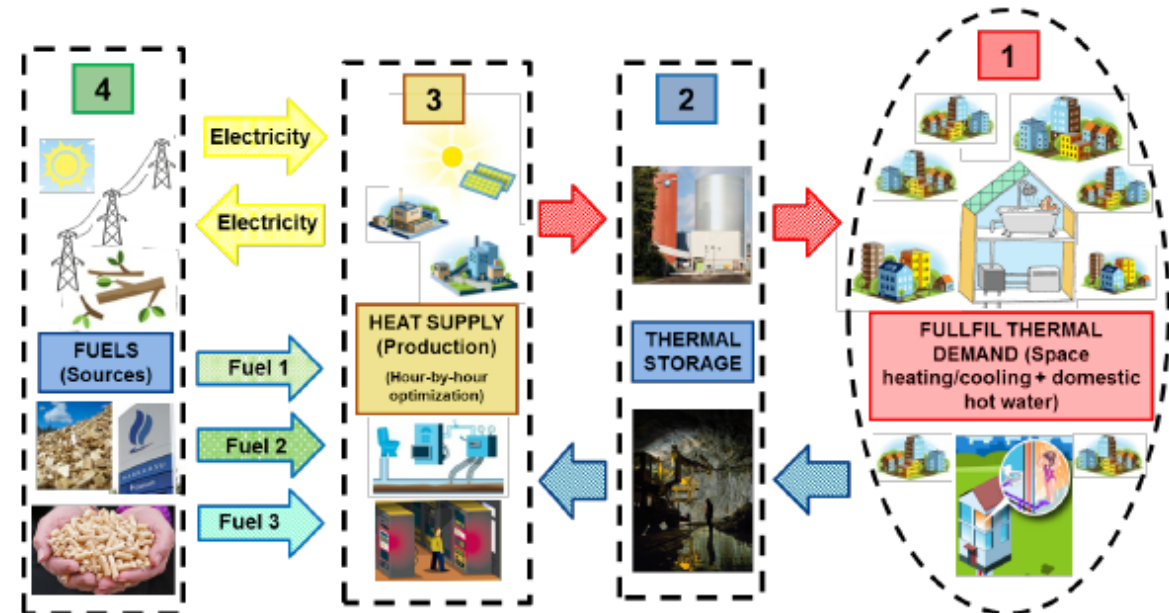 4
Electricity
Electricity
FUELS
(Sources)
Fuel 1
Fuel 2
Fuel 3
3
HEAT SUPPLY
(Production)
(Hour-by-hour
optimization)
2
THERMAL
STORAGE
1
FULLFIL THERMAL
DEMAND (Space
heating/cooling + domestic
hot water)